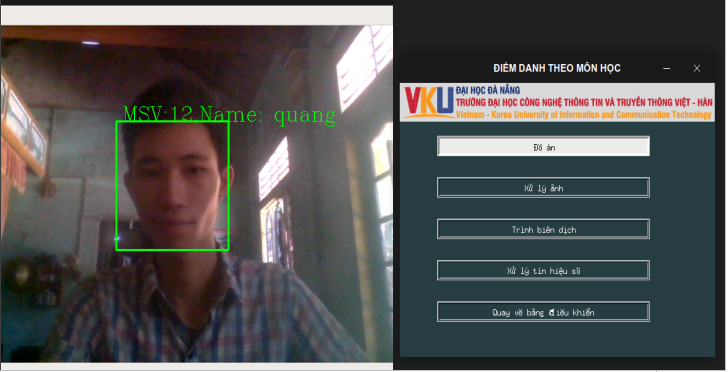 MSV:12,Name: quang
ĐIỂM DANH THEO MÔN HỌC
VKU
ĐẠI HỌC ĐÀ NẴNG
TRƯỜNG ĐẠI HỌC CÔNG NGHỆ THÔNG TIN VÀ TRUYỀN THÔNG VIỆT - HÀN
Vietnam - Korea University of Information and Communication Technology
Đồ án
Xử lý ảnh
Trình biên dịch
Xử lý tín hiệu số
Quay về bảng điều khiển